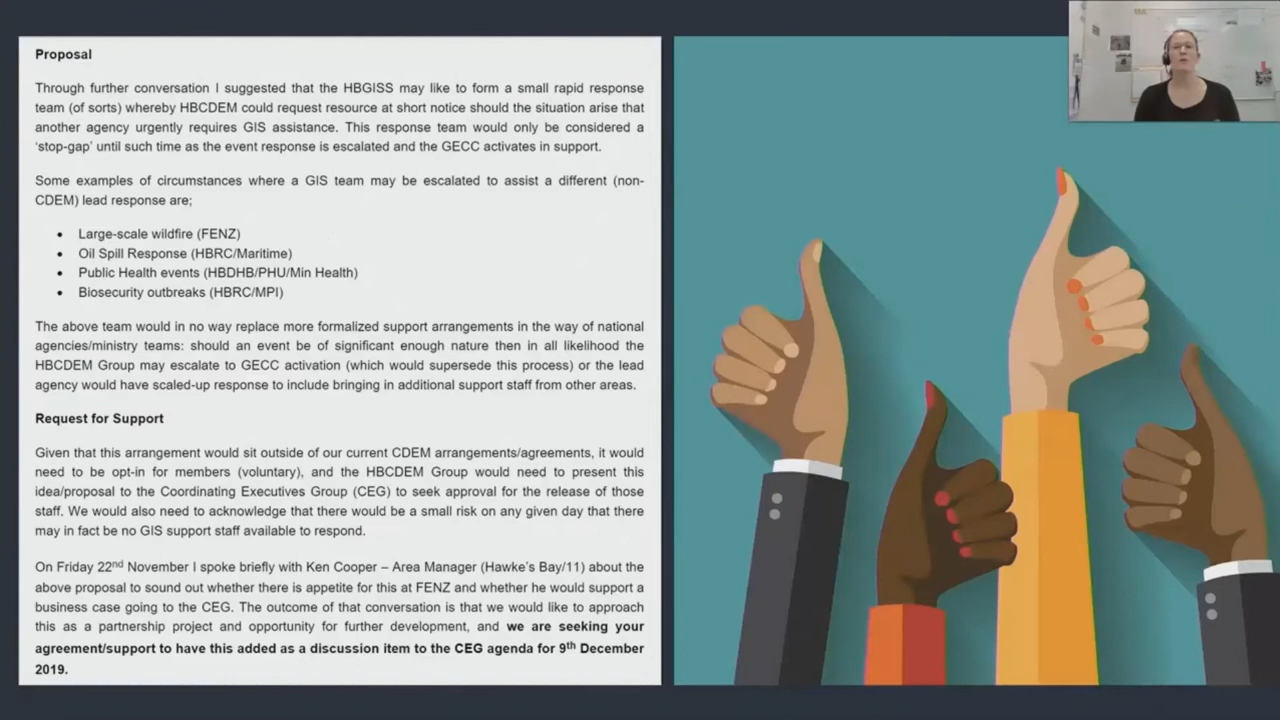 Proposal
Through further conversation I suggested that the HBGISS may like to form a small rapid response
team (of sorts) whereby HBCDEM could request resource at short notice should the situation arise that
another agency urgently requires GIS assistance. This response team would only be considered a
‘stop-gap’ until such time as the event response is escalated and the GECC activates in support.
Some examples of circumstances where a GIS team may be escalated to assist a different (non-
CDEM) lead response are;
• Large-scale wildfire (FENZ)
• Oil Spill Response (HBRC/Maritime)
• Public Health events (HBDHB/PHU/Min Health)
• Biosecurity outbreaks (HBRC/MPI)
The above team would in no way replace more formalized support arrangements in the way of national
agencies/ministry teams: should an event be of significant enough nature then in all likelihood the
HBCDEM Group may escalate to GECC activation (which would supersede this process) or the lead
agency would have scaled-up response to include bringing in additional support staff from other areas.
Request for Support
Given that this arrangement would sit outside of our current CDEM arrangements/agreements, it would
need to be opt-in for members (voluntary), and the HBCDEM Group would need to present this
idea/proposal to the Coordinating Executives Group (CEG) to seek approval for the release of those
staff. We would also need to acknowledge that there would be a small risk on any given day that there
may in fact be no GIS support staff available to respond.
On Friday 22nd November I spoke briefly with Ken Cooper – Area Manager (Hawke’s Bay/11) about the
above proposal to sound out whether there is appetite for this at FENZ and whether he would support a
business case going to the CEG. The outcome of that conversation is that we would like to approach
this as a partnership project and opportunity for further development, and we are seeking your
agreement/support to have this added as a discussion item to the CEG agenda for 9th December
2019.